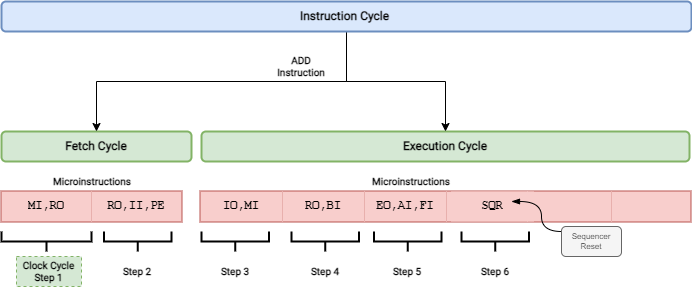 Instruction Cycle
ADD
Instruction
Fetch Cycle
Execution Cycle
Microinstructions
Microinstructions
MI,RO
RO,II,PE
IO,MI
RO,BI
EO,AI,FI
SQR
Sequencer
Reset
Clock Cycle
Step 1
Step 2
Step 3
Step 4
Step 5
Step 6